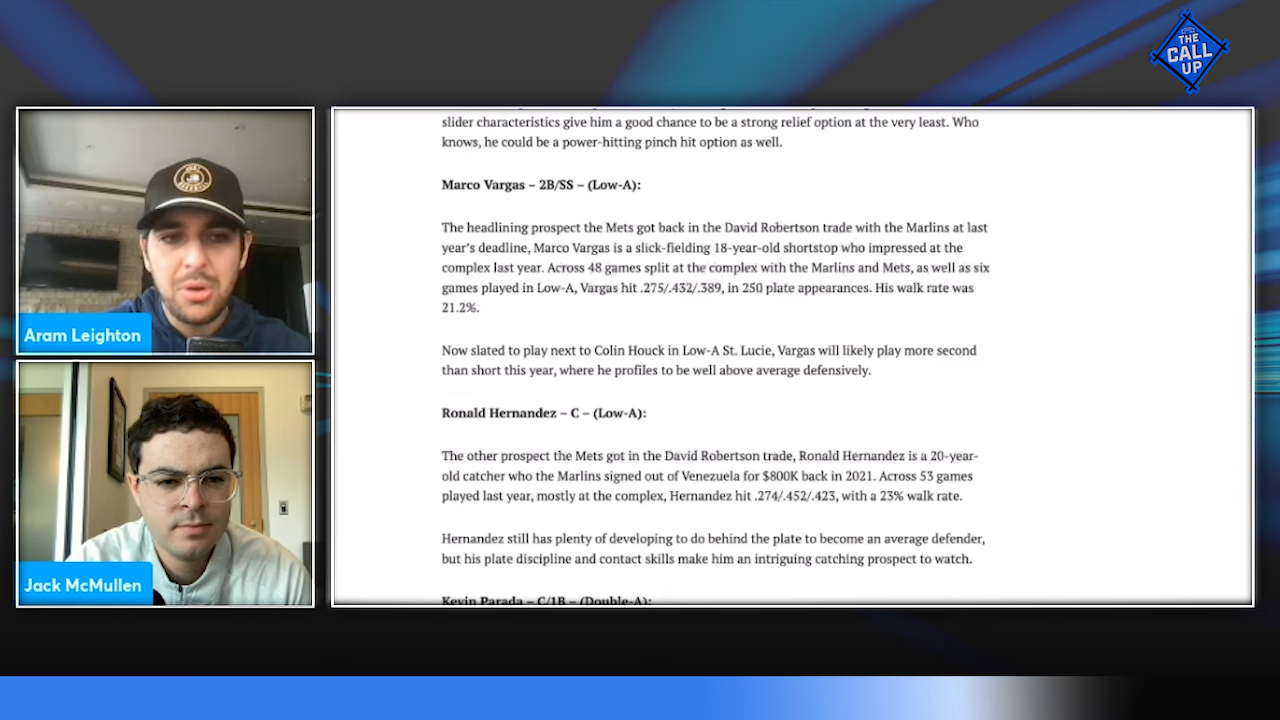 THE
CALL
UP
slider characteristics give him a good chance to be a strong relief option at the very least. Who
knows, he could be a power-hitting pinch hit option as well.
Marco Vargas – 2B/SS – (Low-A):
The headlining prospect the Mets got back in the David Robertson trade with the Marlins at last
year’s deadline, Marco Vargas is a slick-fielding 18-year-old shortstop who impressed at the
complex last year. Across 48 games split at the complex with the Marlins and Mets, as well as six
games played in Low-A, Vargas hit .275/.432/.389, in 250 plate appearances. His walk rate was
21.2%.
Now slated to play next to Colin Houck in Low-A St. Lucie, Vargas will likely play more second
than short this year, where he profiles to be well above average defensively.
Ronald Hernandez – C – (Low-A):
The other prospect the Mets got in the David Robertson trade, Ronald Hernandez is a 20-year-
old catcher who the Marlins signed out of Venezuela for $800K back in 2021. Across 53 games
played last year, mostly at the complex, Hernandez hit .274/.452/.423, with a 23% walk rate.
Hernandez still has plenty of developing to do behind the plate to become an average defender,
but his plate discipline and contact skills make him an intriguing catching prospect to watch.
Kevin Parada – C/1B – (Double-A):
Aram Leighton
Jack McMullen